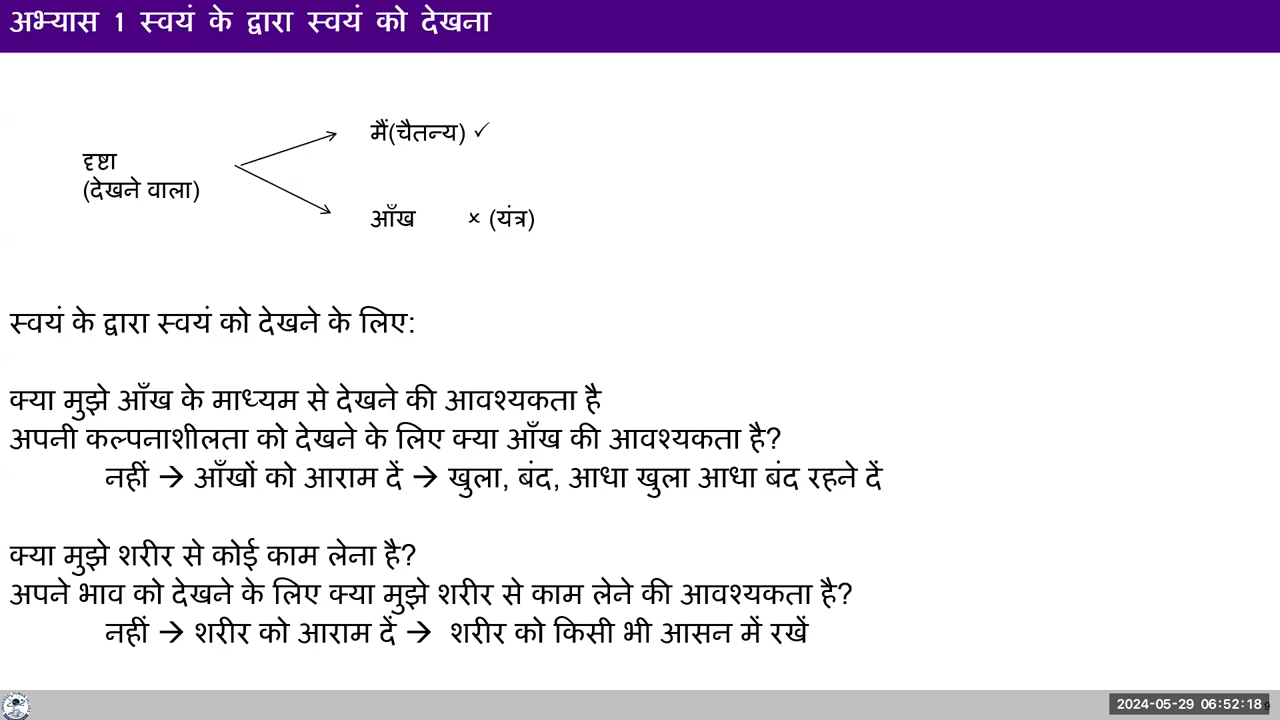 अभ्यास 1 स्वयं के द्वारा स्वयं को देखना
मैं(चैतन्य) ✓
दृष्टा
(देखने वाला)
आँख × (यंत्र)
स्वयं के द्वारा स्वयं को देखने के लिए:
क्या मुझे आँख के माध्यम से देखने की आवश्यकता है
अपनी कल्पनाशीलता को देखने के लिए क्या आँख की आवश्यकता है?
नहीं → आँखों को आराम दें → खुला, बंद, आधा खुला आधा बंद रहने दें
क्या मुझे शरीर से कोई काम लेना है?
अपने भाव को देखने के लिए क्या मुझे शरीर से काम लेने की आवश्यकता है?
नहीं → शरीर को आराम दें → शरीर को किसी भी आसन में रखें
2024-05-29 06:52:18
9